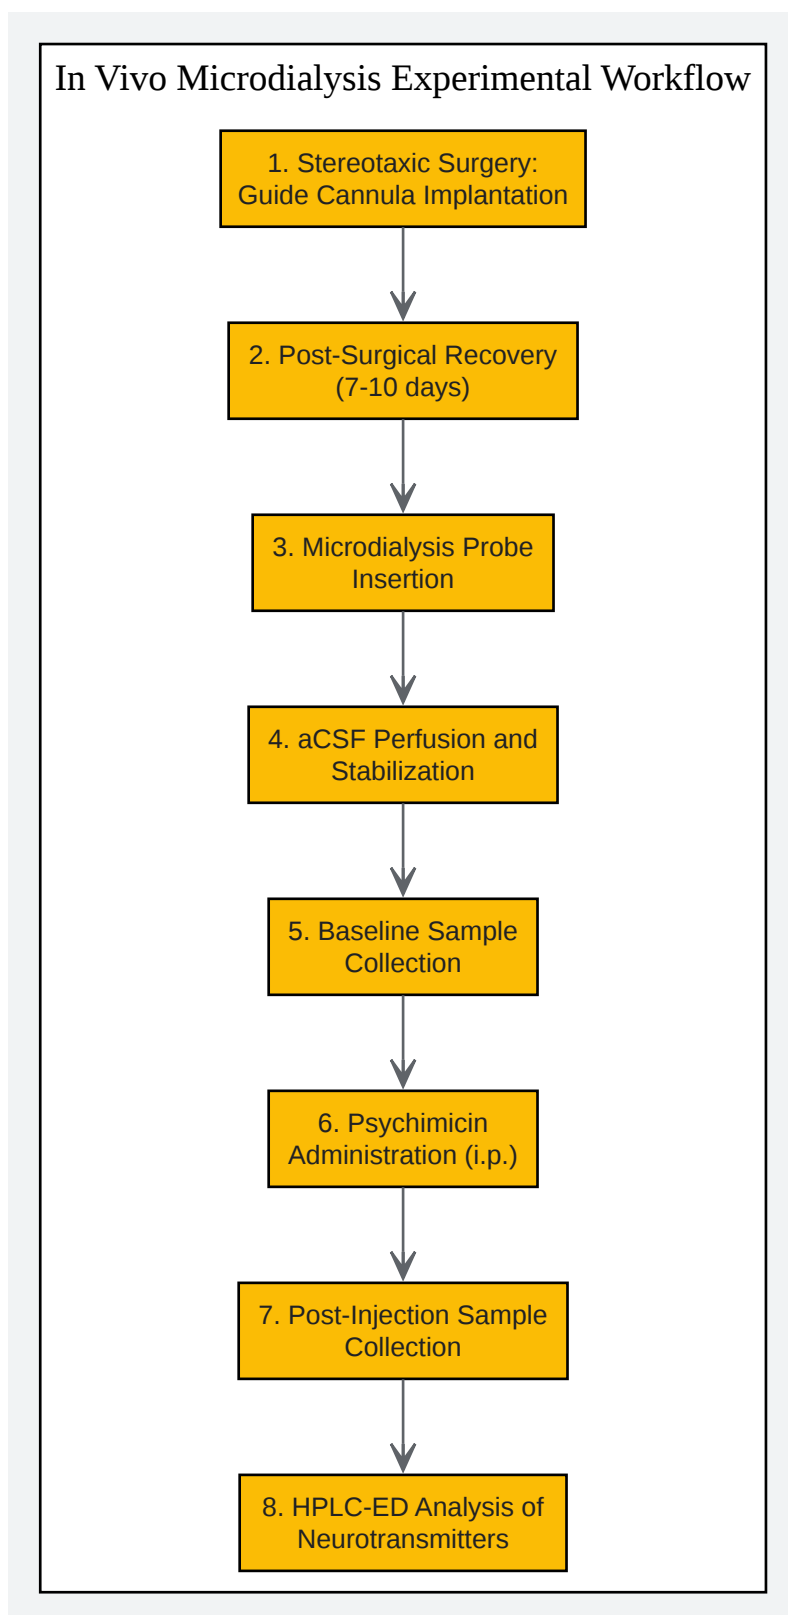 In Vivo Microdialysis Experimental Workflow
1. Stereotaxic Surgery:
Guide Cannula Implantation
2. Post-Surgical Recovery
(7-10 days)
3. Microdialysis Probe
Insertion
4. aCSF Perfusion and
Stabilization
5. Baseline Sample
Collection
6. Psychimicin
Administration (i.p.)
7. Post-Injection Sample
Collection
8. HPLC-ED Analysis of
Neurotransmitters